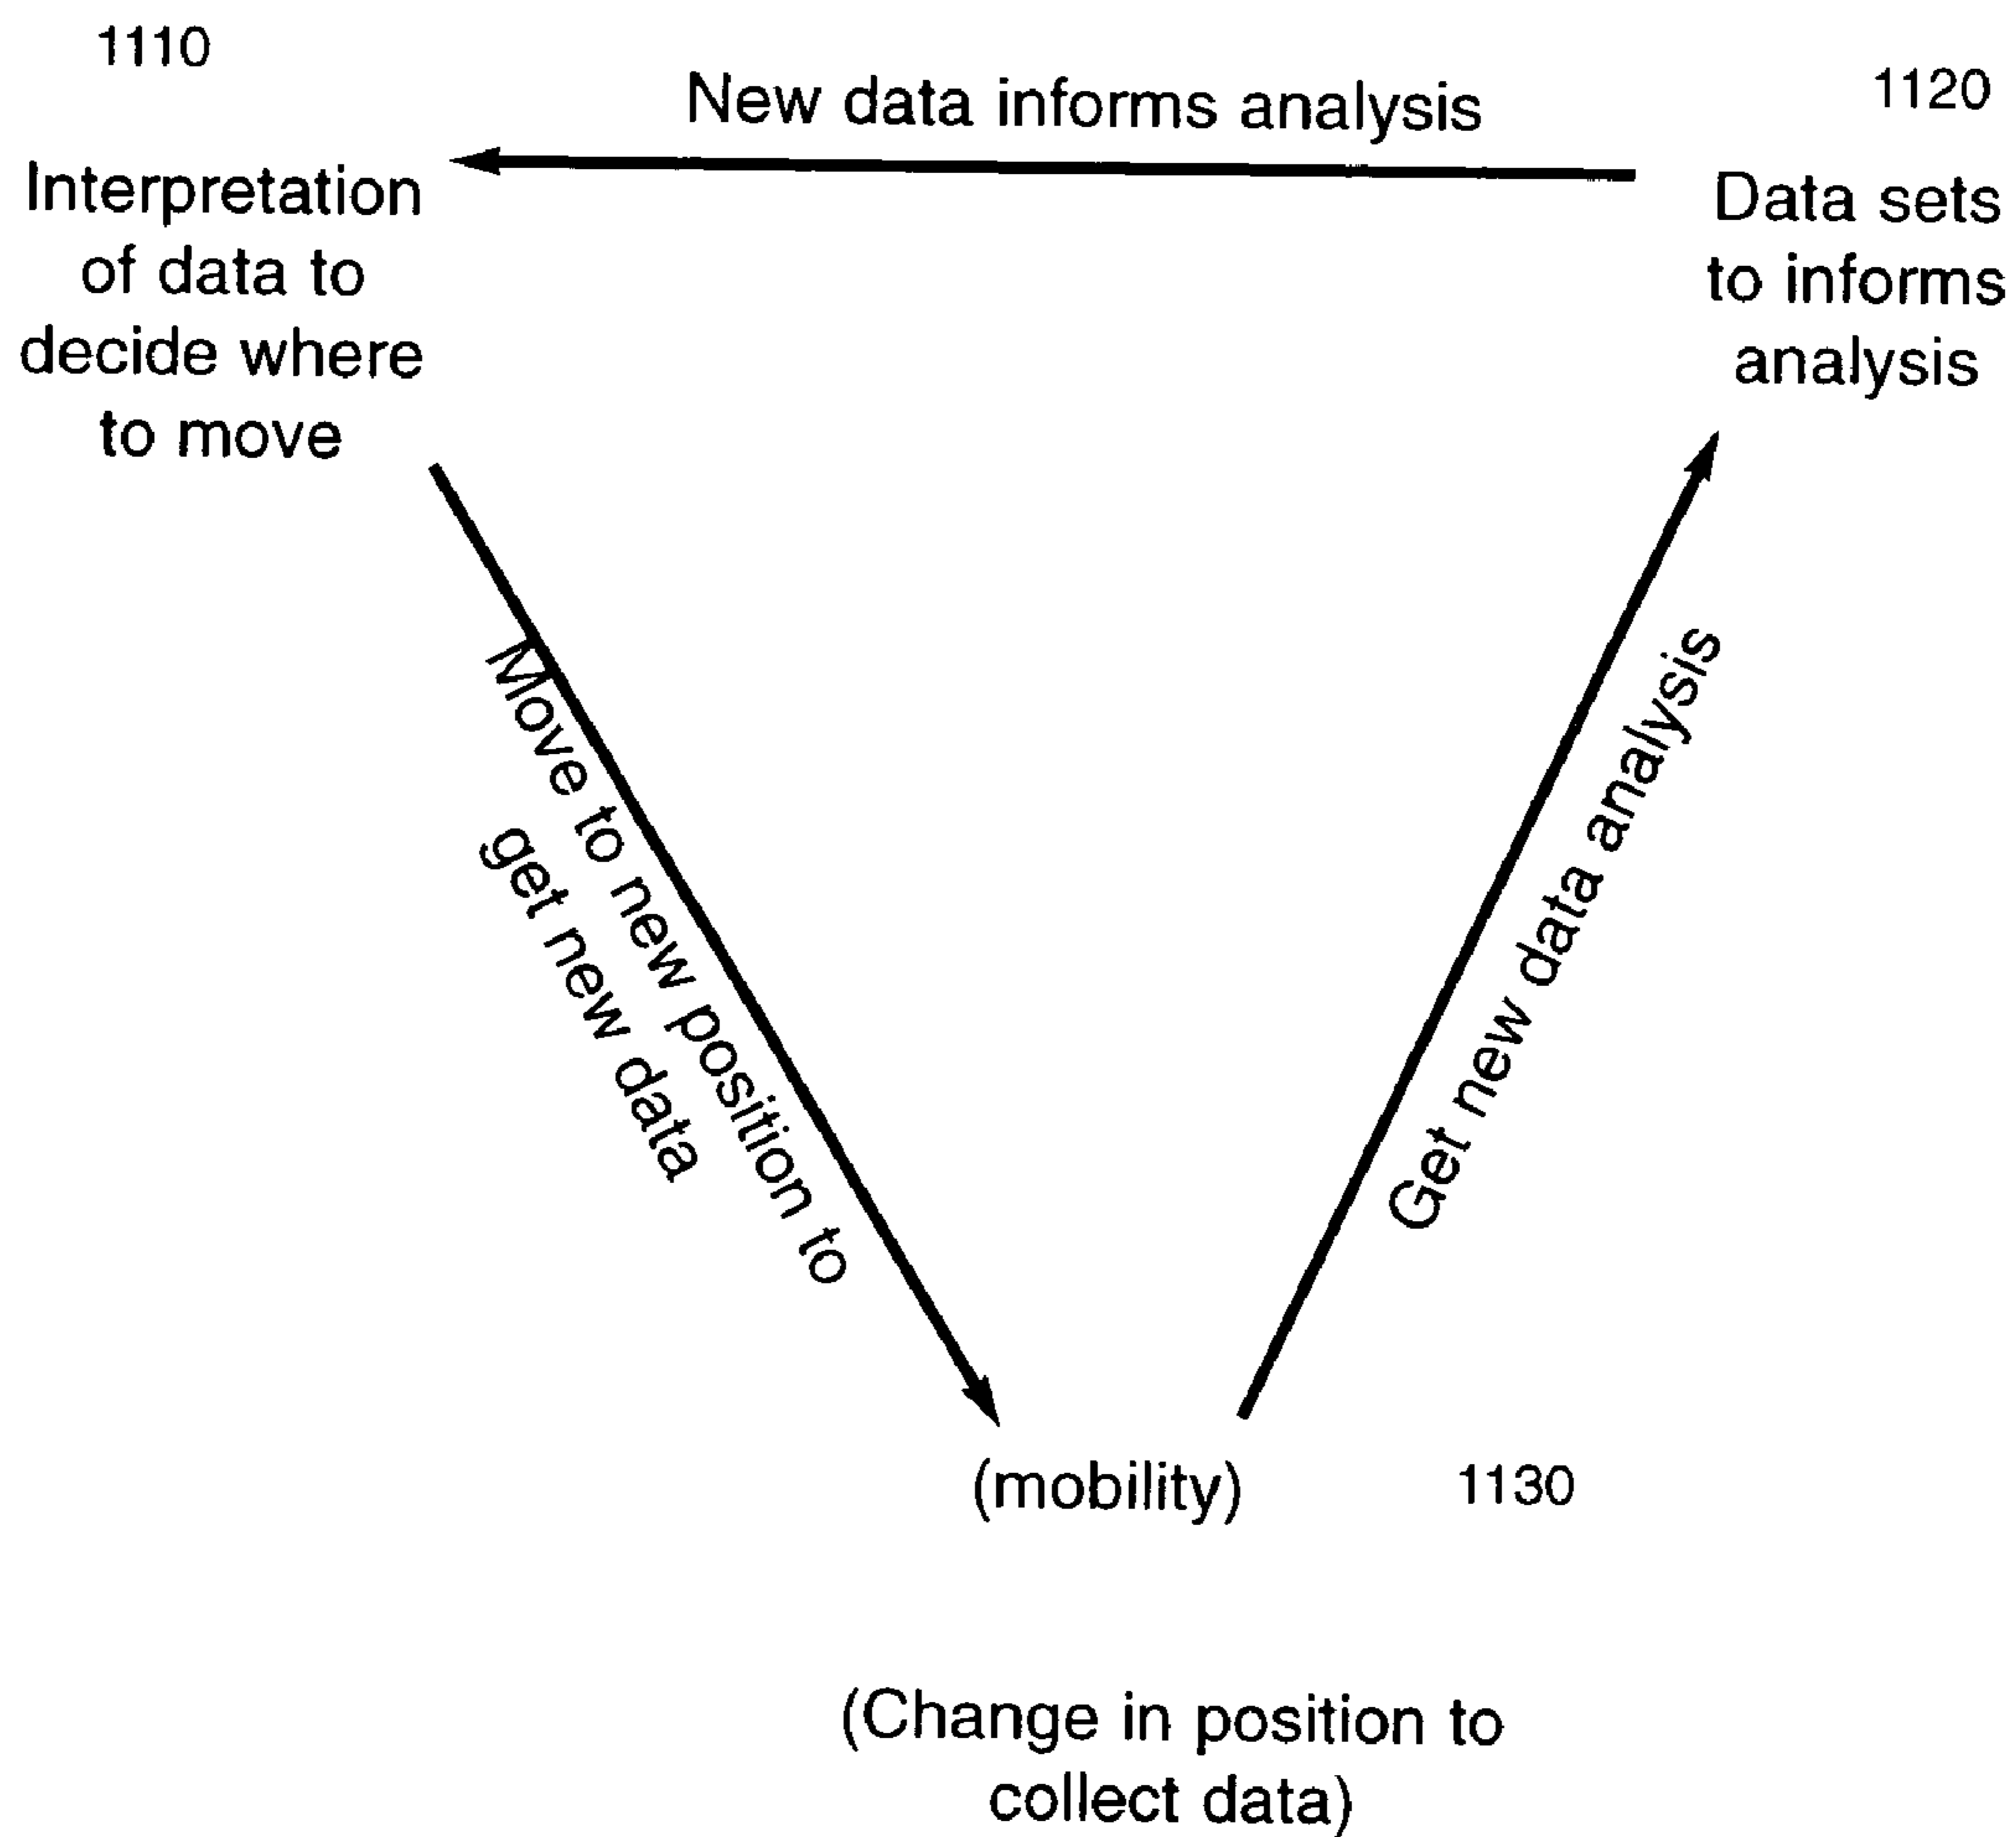 1110
New data informs analysis
1120
Interpretation
of data to
decide where
to move
Data sets
to informs
analysis
Move to new position to
get new data
Get new data analysis
(mobility)
1130
(Change in position to
collect data)